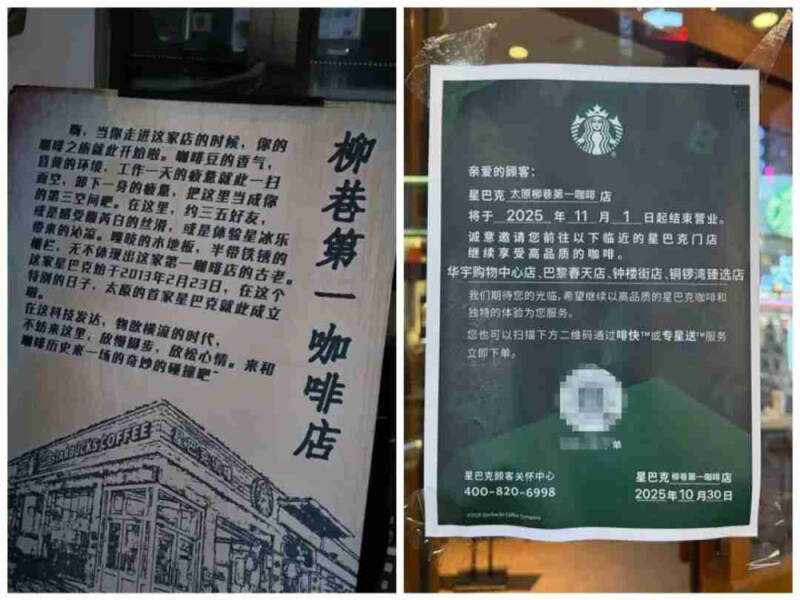 柳巷第一咖啡店
嗨，当你走进这家店的时候，你的
咖啡之旅就此开始啦。咖啡豆的香气，
昏黄的环境，工作一天的疲惫就此一扫
而空，卸下一身的疲惫，把这里当成你
的第三空间吧。在这里，约三五好友，
或是感受馥芮白的丝滑，或是体验星冰乐
带来的沁凉。嘎吱的木地板，半带铁锈的
栅栏，无不体现出这家第一咖啡店的古老。
这家星巴克始于2013年2月23日，在这个
特别的日子，太原的首家星巴克就此成立
啦。
在这科技发达，物欲横流的时代，
不妨来这里，放慢脚步，放松心情。来和
咖啡历史来一场的奇妙的碰撞吧~
STARBUCKS COFFEE 星巴克咖啡
亲爱的顾客：
星巴克 太原柳巷第一咖啡 店
将于 2025 年 11 月 1 日起结束营业。
诚意邀请您前往以下临近的星巴克门店
继续享受高品质的咖啡。
华宇购物中心店、巴黎春天店、钟楼街店、铜锣湾臻选店
我们期待您的光临，希望继续以高品质的星巴克咖啡和
独特的体验为您服务。
您也可以扫描下方二维码通过啡快™或专星送™服务
立即下单。
单
星巴克顾客关怀中心
400-820-6998
星巴克 柳巷第一咖啡 店
2025年 10 月30日
©2025 Starbucks Coffee Company